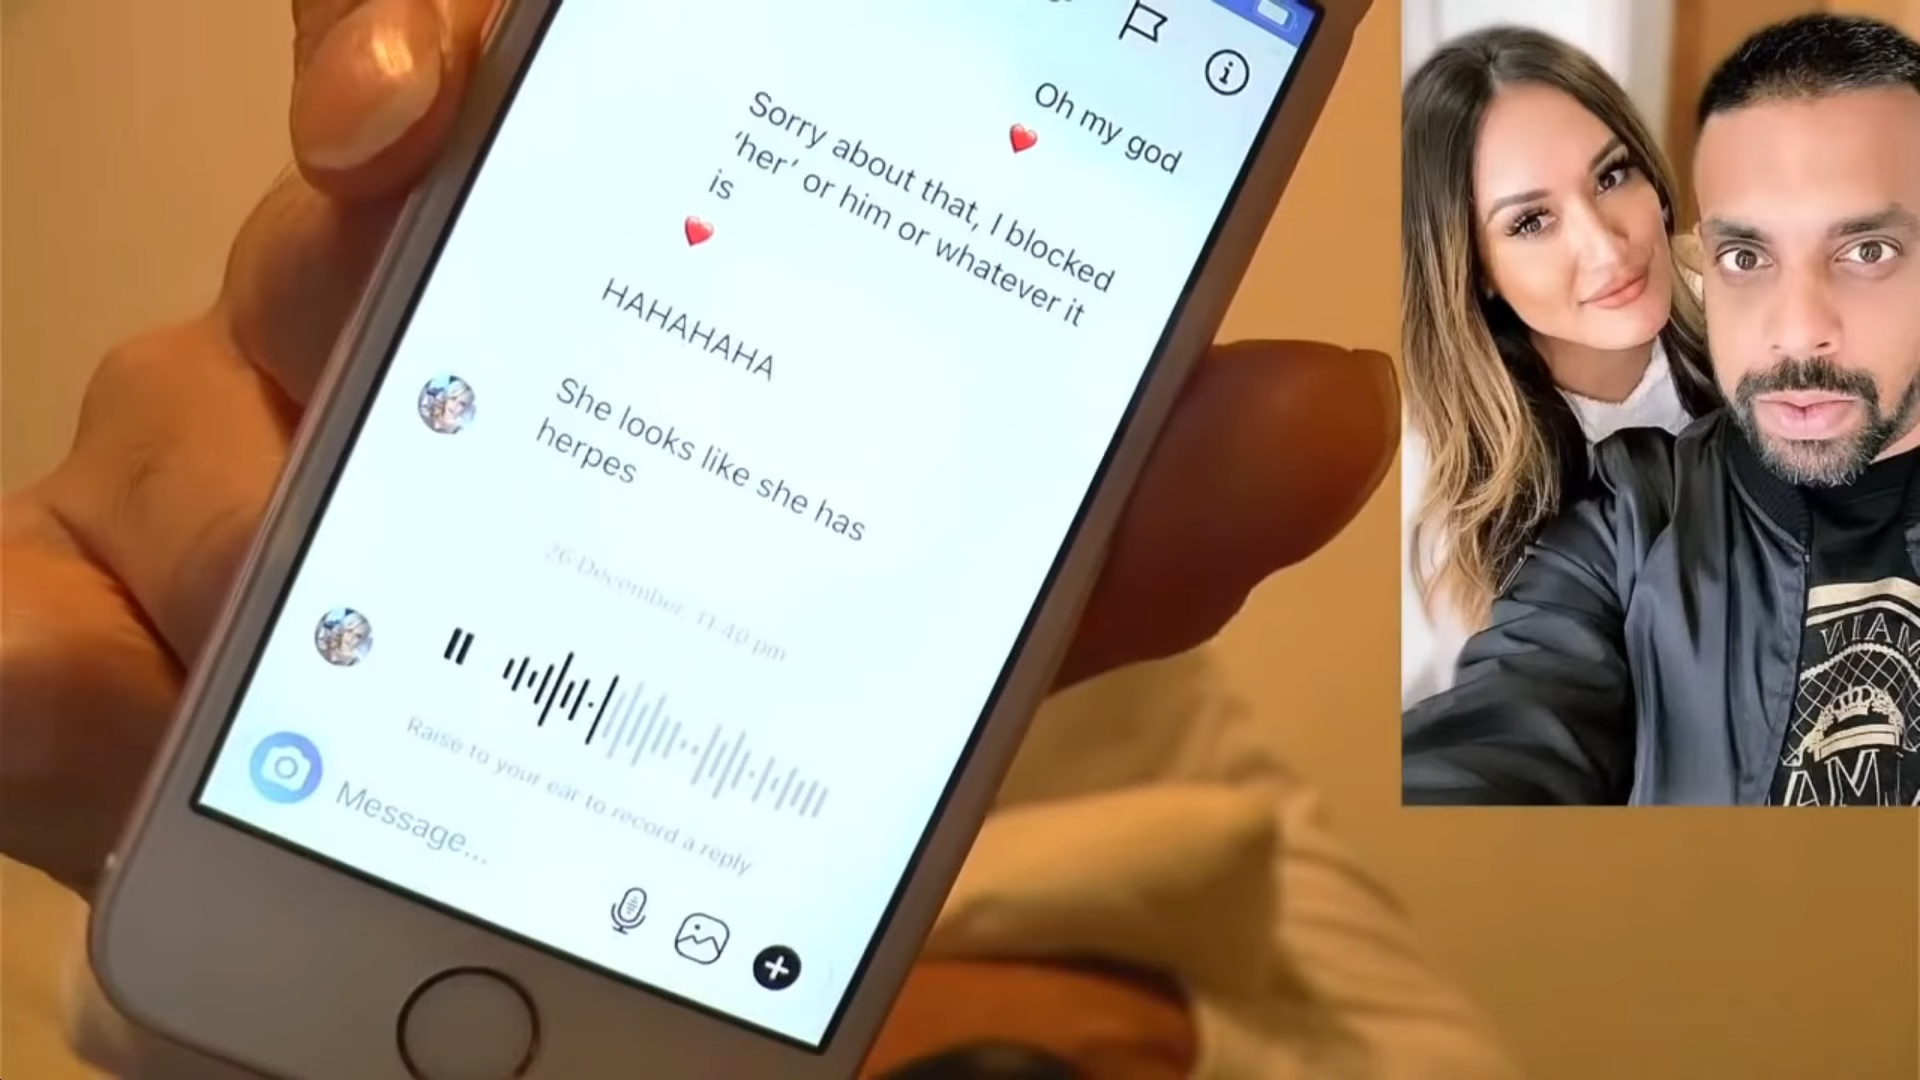 Oh my god
Sorry about that, I blocked
‘her’ or him or whatever it
is
HAHAHAHA
She looks like she has
herpes
26 December, 11:40 pm
Raise to your ear to record a reply
Message...